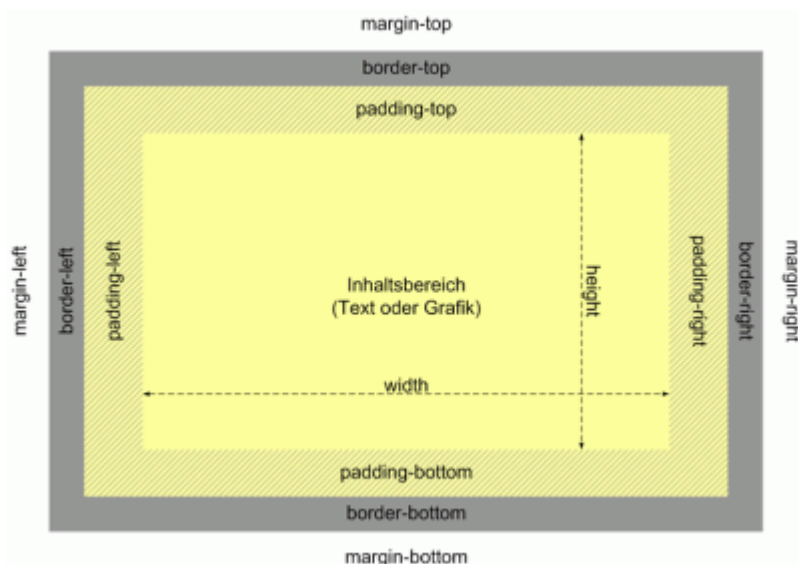 margin-top
border-top
padding-top
margin-left
border-left
padding-left
Inhaltsbereich
(Text oder Grafik)
height
padding-right
border-right
margin-right
width
padding-bottom
border-bottom
margin-bottom